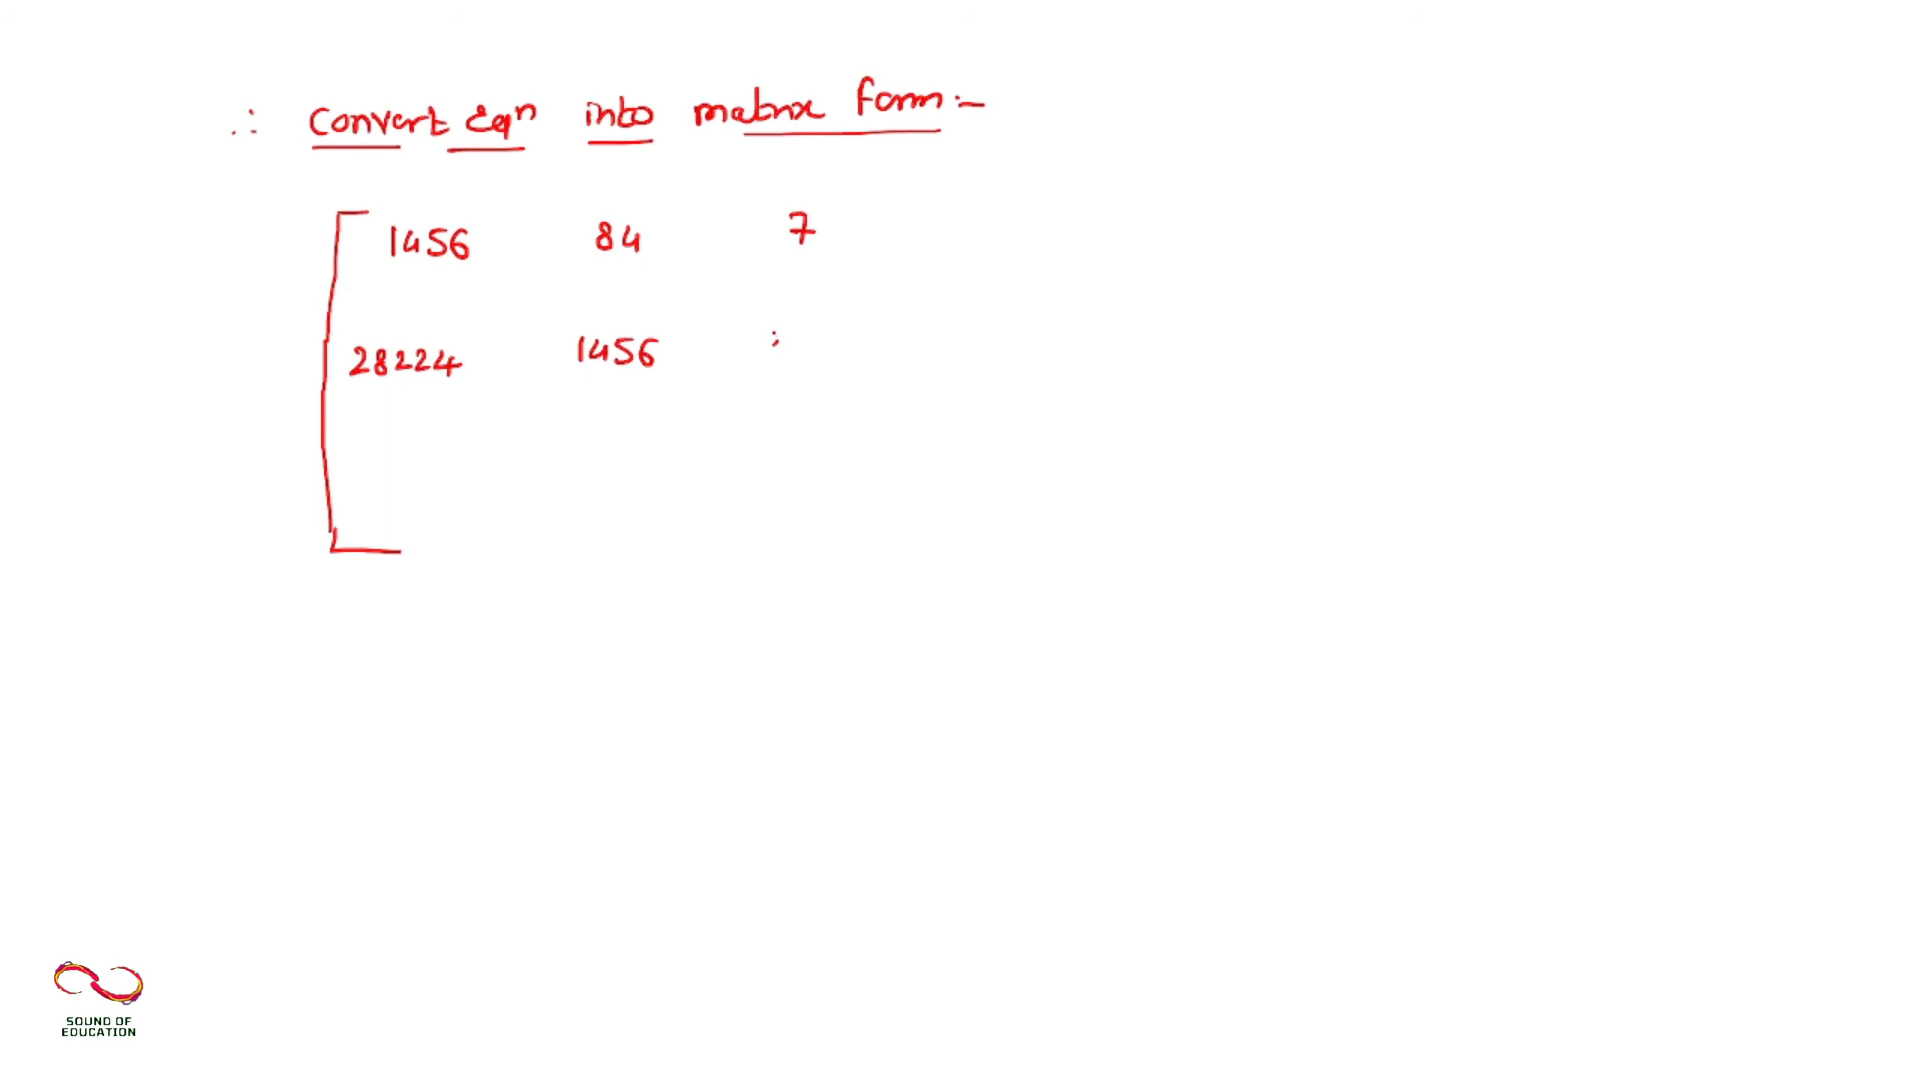 ∴ Convert Eqn into matrix form :-
1456 84 7
28224 1456
SOUND OF
EDUCATION